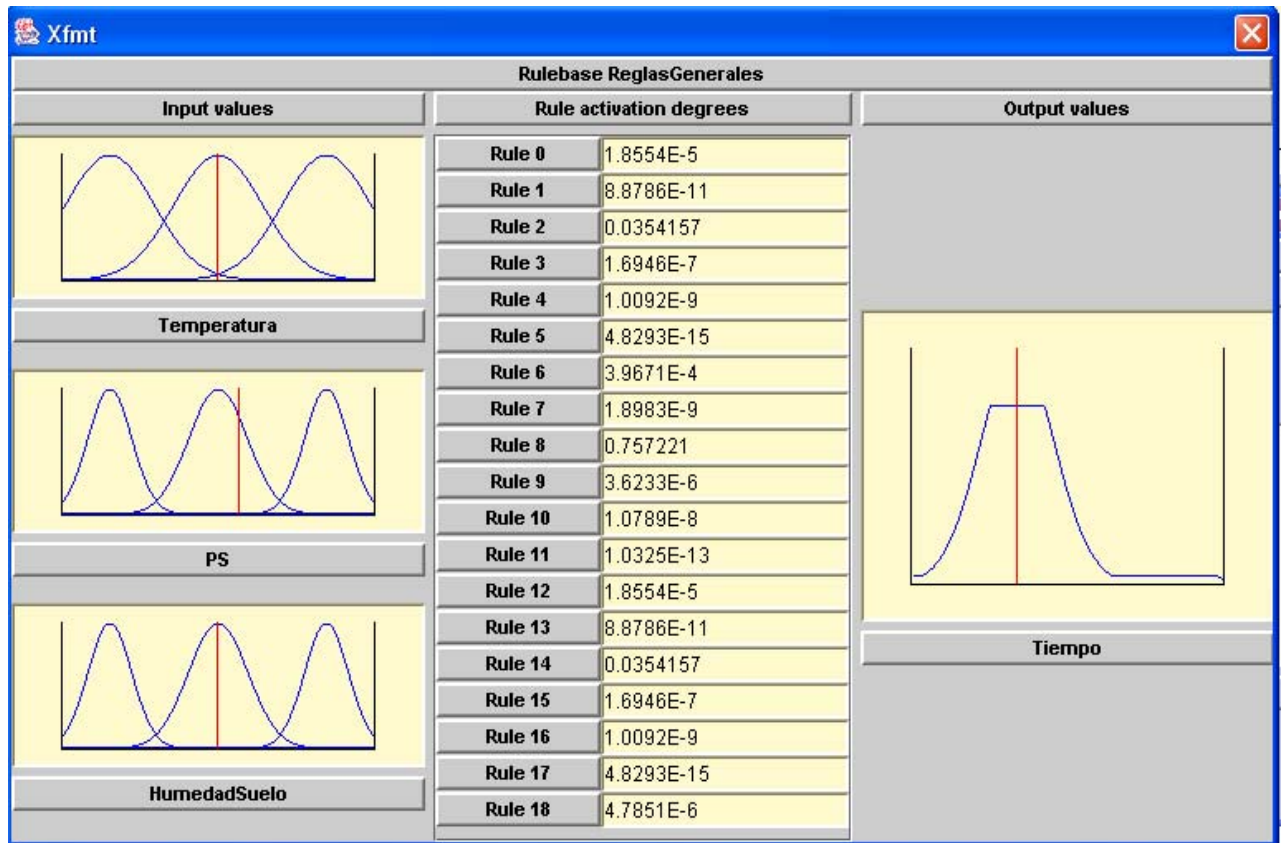 Xfmt
Rulebase ReglasGenerales
Input values
Rule activation degrees
Output values
Temperatura
PS
HumedadSuelo
Rule 0 1.8554E-5
Rule 1 8.8786E-11
Rule 2 0.0354157
Rule 3 1.6946E-7
Rule 4 1.0092E-9
Rule 5 4.8293E-15
Rule 6 3.9671E-4
Rule 7 1.8983E-9
Rule 8 0.757221
Rule 9 3.6233E-6
Rule 10 1.0789E-8
Rule 11 1.0325E-13
Rule 12 1.8554E-5
Rule 13 8.8786E-11
Rule 14 0.0354157
Rule 15 1.6946E-7
Rule 16 1.0092E-9
Rule 17 4.8293E-15
Rule 18 4.7851E-6
Tiempo